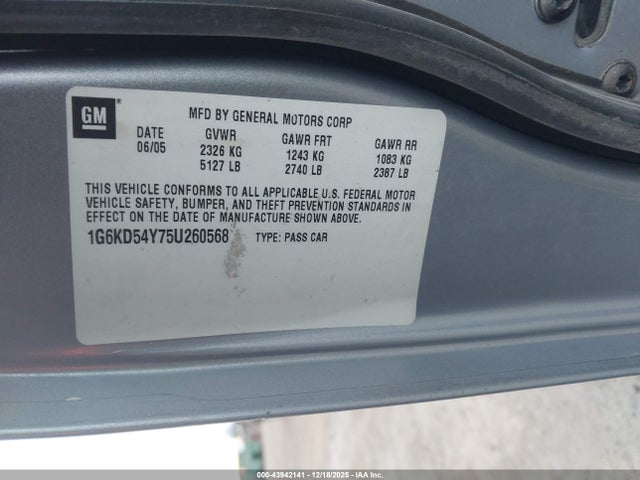 GM
MFD BY GENERAL MOTORS CORP
DATE GVWR GAWR FRT GAWR RR
06/05 2326 KG 1243 KG 1083 KG
5127 LB 2740 LB 2387 LB
THIS VEHICLE CONFORMS TO ALL APPLICABLE U.S. FEDERAL MOTOR
VEHICLE SAFETY, BUMPER, AND THEFT PREVENTION STANDARDS IN
EFFECT ON THE DATE OF MANUFACTURE SHOWN ABOVE.
1G6KD54Y75U260568 TYPE: PASS CAR
000-43942141 - 12/18/2025 - IAA Inc.